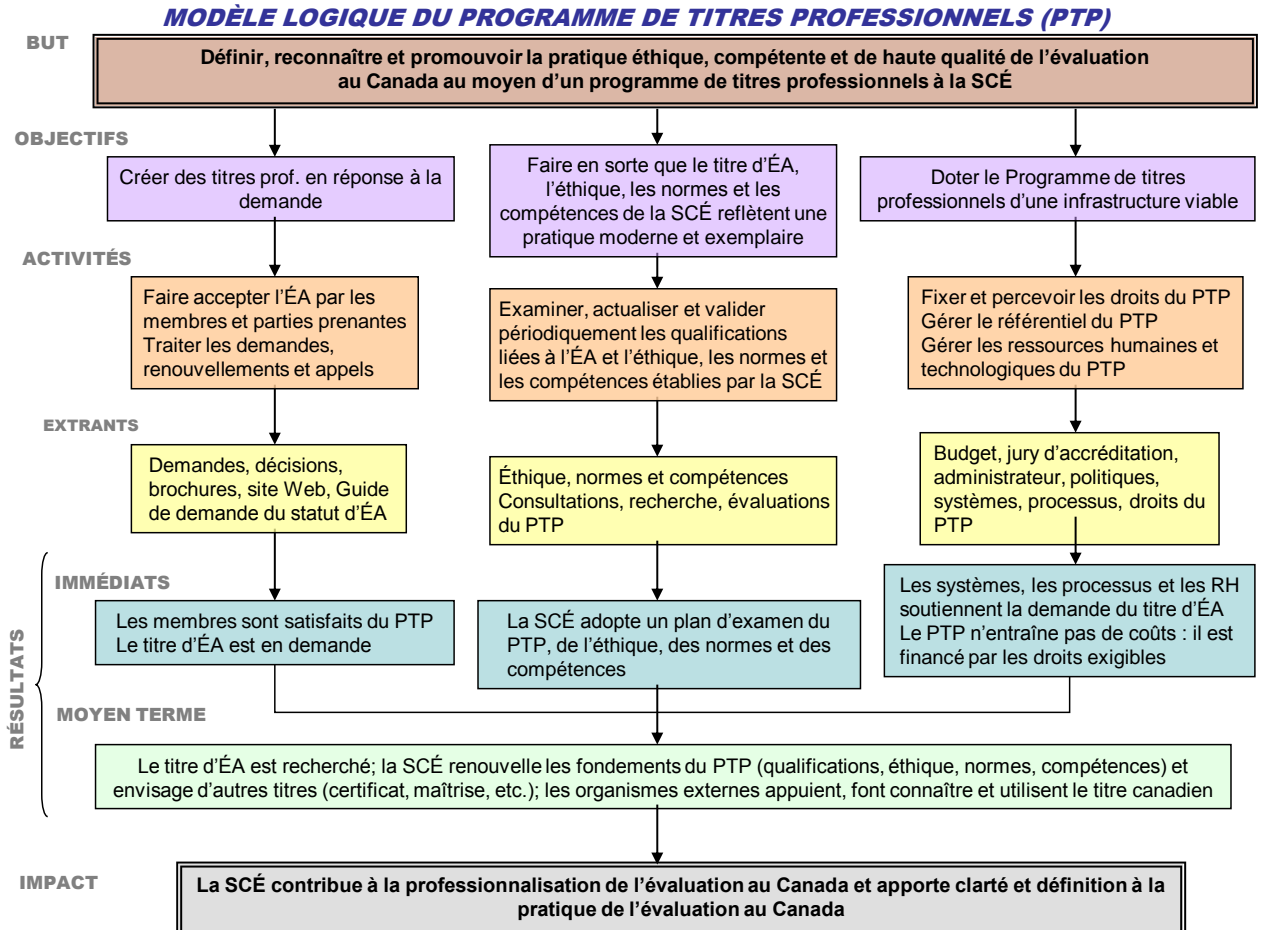 MODÈLE LOGIQUE DU PROGRAMME DE TITRES PROFESSIONNELS (PTP)
BUT
Définir, reconnaître et promouvoir la pratique éthique, compétente et de haute qualité de l’évaluation
au Canada au moyen d’un programme de titres professionnels à la SCÉ
OBJECTIFS
Créer des titres prof. en réponse à la
demande
Faire en sorte que le titre d’ÉA,
l’éthique, les normes et les
compétences de la SCÉ reflètent une
pratique moderne et exemplaire
Doter le Programme de titres
professionnels d’une infrastructure viable
ACTIVITÉS
Faire accepter l’ÉA par les
membres et parties prenantes
Traiter les demandes,
renouvellements et appels
Examiner, actualiser et valider
périodiquement les qualifications
liées à l’ÉA et l’éthique, les normes et
les compétences établies par la SCÉ
Fixer et percevoir les droits du PTP
Gérer le référentiel du PTP
Gérer les ressources humaines et
technologiques du PTP
EXTRANTS
Demandes, décisions,
brochures, site Web, Guide
de demande du statut d’ÉA
Éthique, normes et compétences
Consultations, recherche, évaluations
du PTP
Budget, jury d’accréditation,
administrateur, politiques,
systèmes, processus, droits du
PTP
RÉSULTATS
IMMÉDIATS
Les membres sont satisfaits du PTP
Le titre d’ÉA est en demande
La SCÉ adopte un plan d’examen du
PTP, de l’éthique, des normes et des
compétences
Les systèmes, les processus et les RH
soutiennent la demande du titre d’ÉA
Le PTP n’entraîne pas de coûts : il est
financé par les droits exigibles
MOYEN TERME
Le titre d’ÉA est recherché; la SCÉ renouvelle les fondements du PTP (qualifications, éthique, normes, compétences) et
envisage d’autres titres (certificat, maîtrise, etc.); les organismes externes appuient, font connaître et utilisent le titre canadien
IMPACT
La SCÉ contribue à la professionnalisation de l’évaluation au Canada et apporte clarté et définition à la
pratique de l’évaluation au Canada